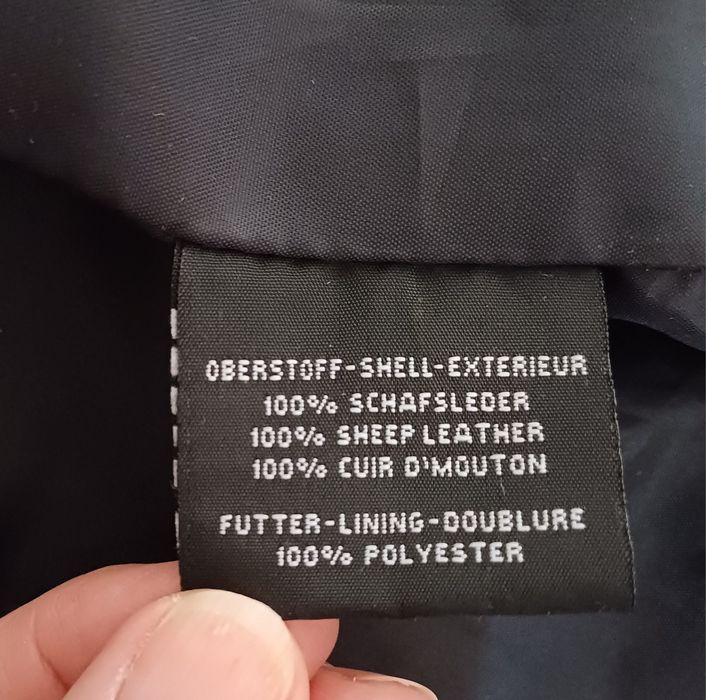 OBERSTOFF-SHELL-EXTERIEUR
100% SCHAFSLEDER
100% SHEEP LEATHER
100% CUIR D'MOUTON
FUTTER-LINING-DOUBLURE
100% POLYESTER